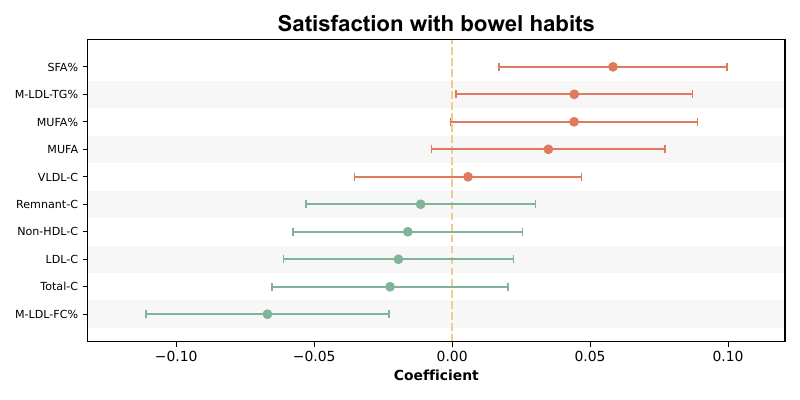 Satisfaction with bowel habits
SFA%
M-LDL-TG%
MUFA%
MUFA
VLDL-C
Remnant-C
Non-HDL-C
LDL-C
Total-C
M-LDL-FC%
−0.10 −0.05 0.00 0.05 0.10
Coefficient